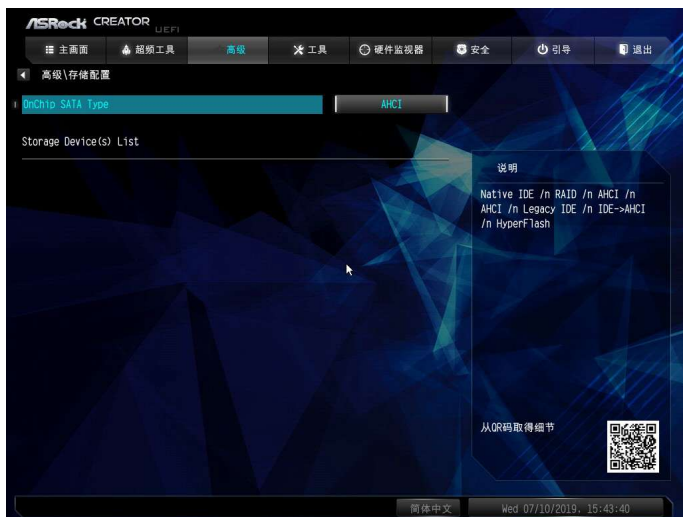 ASRock CREATOR UEFI
主画面 超频工具 高级 工具 硬件监视器 安全 引导 退出
高级\存储配置
OnChip SATA Type AHCI
Storage Device(s) List
说明
Native IDE /n RAID /n AHCI /n
AHCI /n Legacy IDE /n IDE->AHCI
/n HyperFlash
从QR码取得细节
简体中文 Wed 07/10/2019. 15:43:40